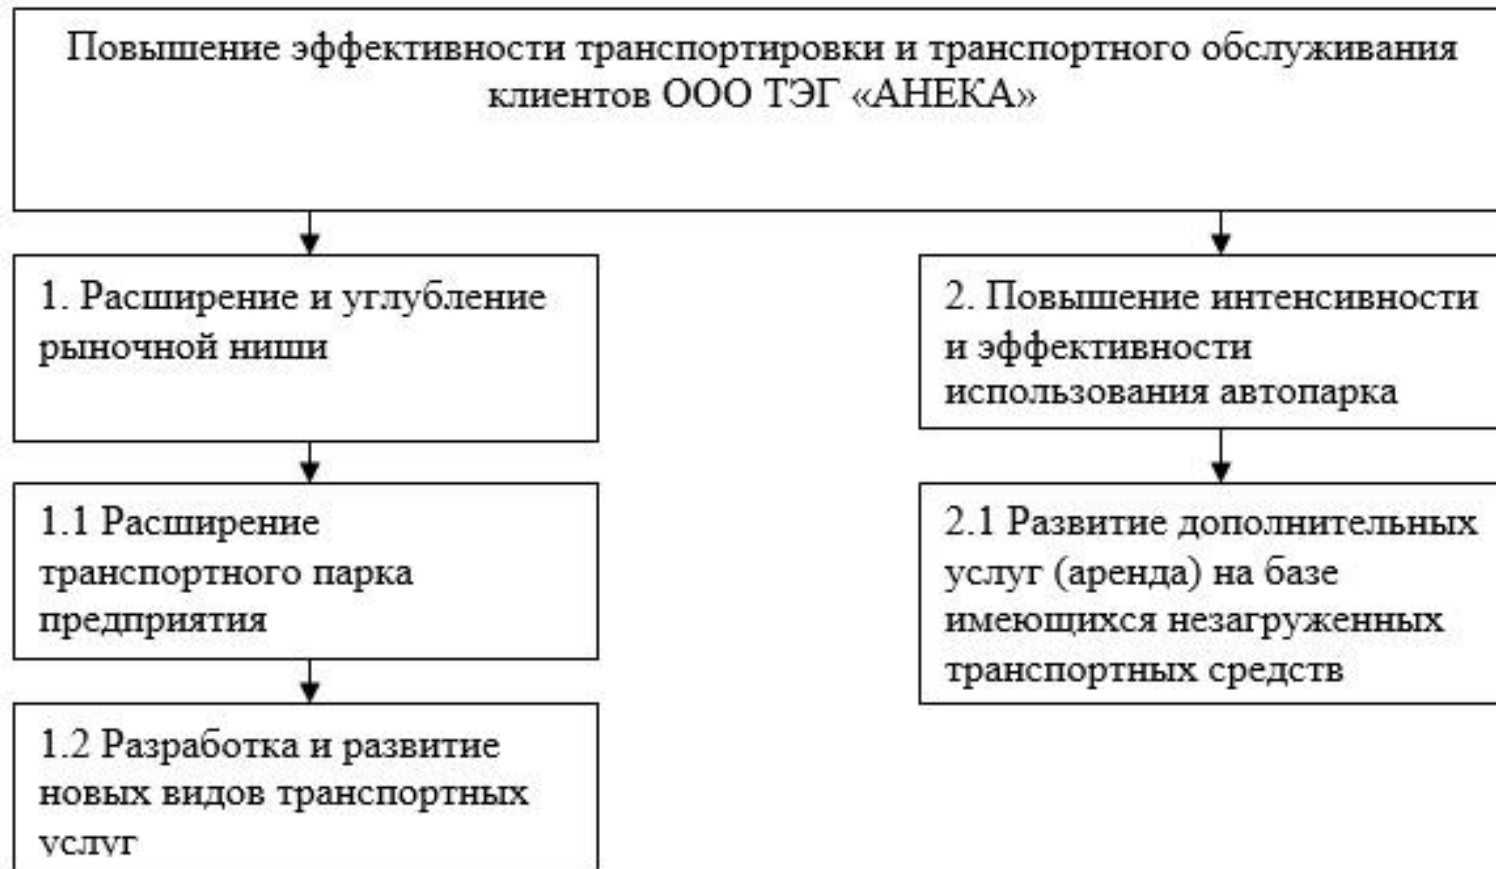 Повышение эффективности транспортировки и транспортного обслуживания
клиентов ООО ТЭГ «АНЕКА»
1. Расширение и углубление
рыночной ниши
2. Повышение интенсивности
и эффективности
использования автопарка
1.1 Расширение
транспортного парка
предприятия
2.1 Развитие дополнительных
услуг (аренда) на базе
имеющихся незагруженных
транспортных средств
1.2 Разработка и развитие
новых видов транспортных
услуг